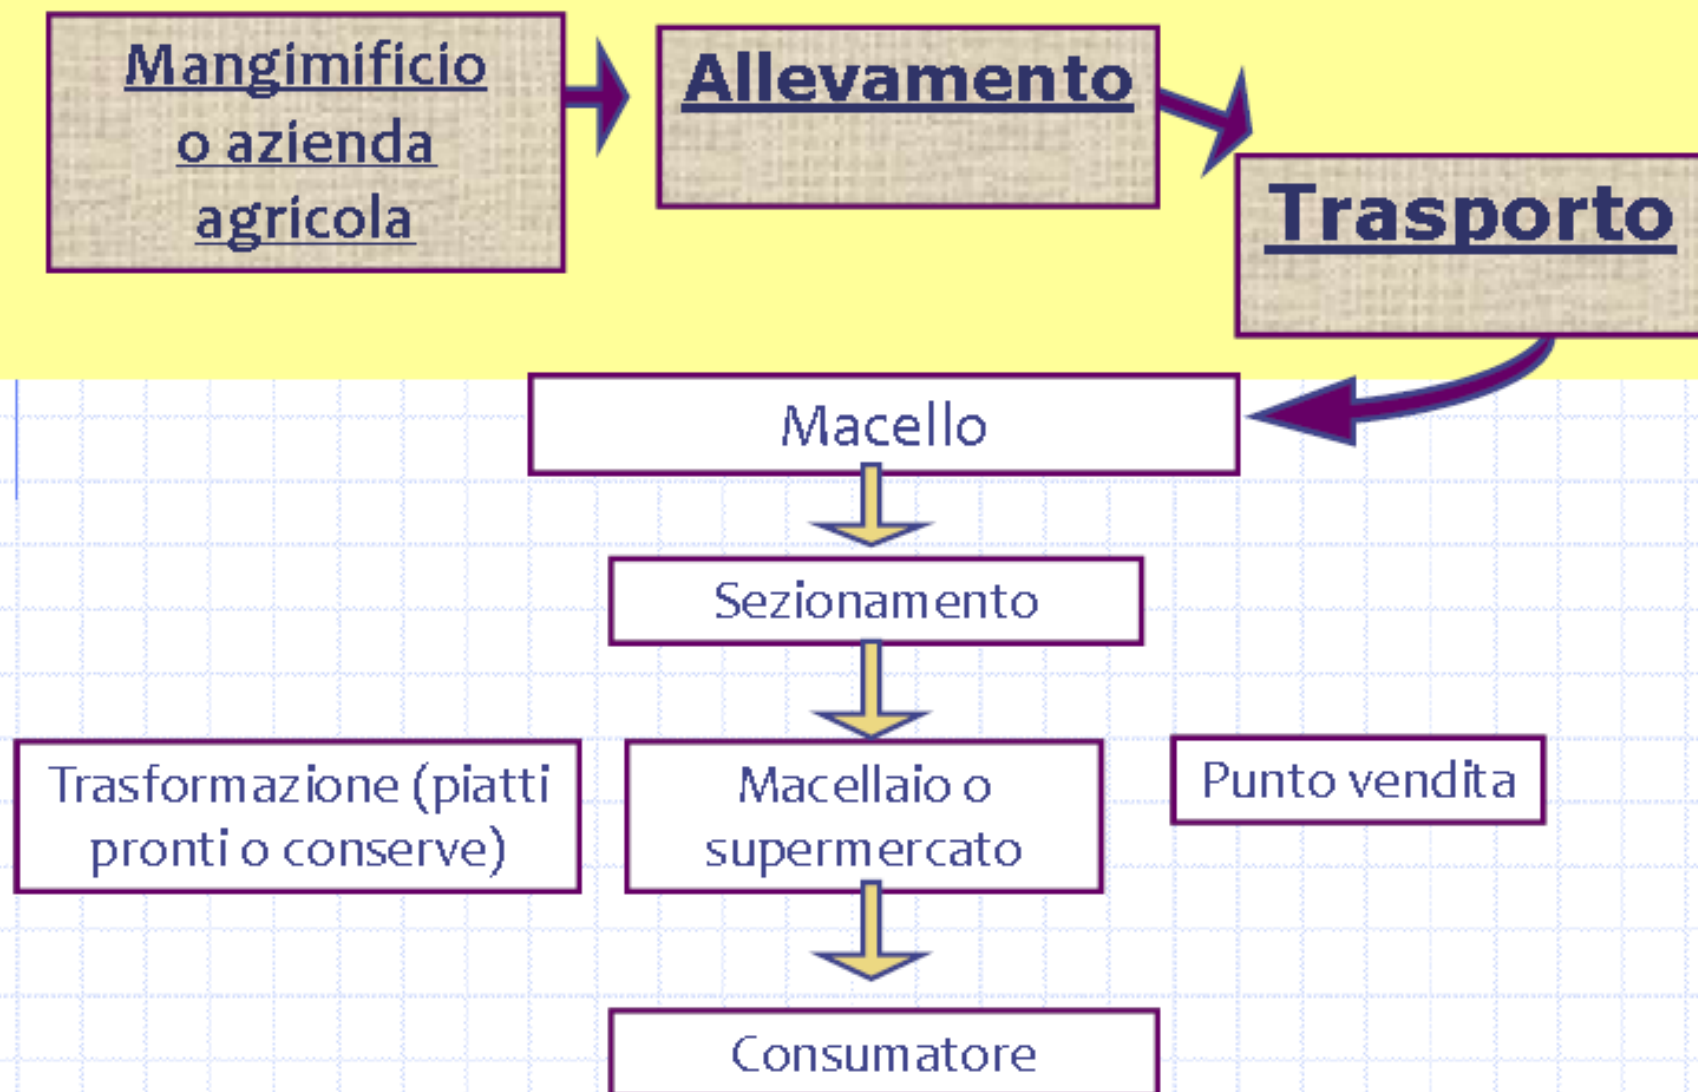 Mangimificio
o azienda
agricola
Allevamento
Trasporto
Macello
Sezionamento
Trasformazione (piatti
pronti o conserve)
Macellaio o
supermercato
Punto vendita
Consumatore